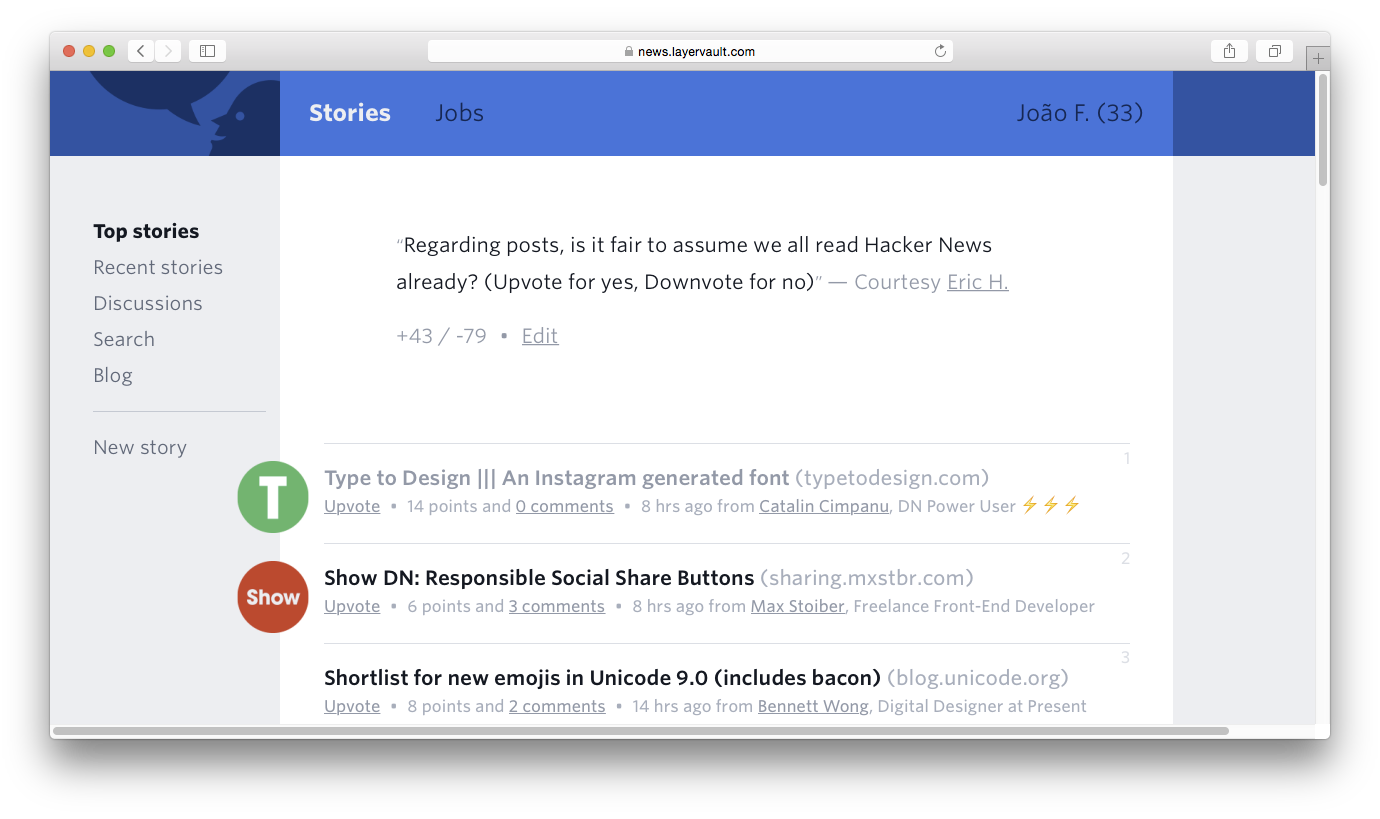 news.layervault.com
Stories
Jobs
João F. (33)
Top stories
Recent stories
Discussions
Search
Blog
New story
“Regarding posts, is it fair to assume we all read Hacker News
already? (Upvote for yes, Downvote for no)” — Courtesy Eric H.
+43 / -79 • Edit
1
T
Type to Design ||| An Instagram generated font (typetodesign.com)
Upvote • 14 points and 0 comments • 8 hrs ago from Catalin Cimpanu, DN Power User ⚡⚡⚡
2
Show
Show DN: Responsible Social Share Buttons (sharing.mxstbr.com)
Upvote • 6 points and 3 comments • 8 hrs ago from Max Stoiber, Freelance Front-End Developer
3
Shortlist for new emojis in Unicode 9.0 (includes bacon) (blog.unicode.org)
Upvote • 8 points and 2 comments • 14 hrs ago from Bennett Wong, Digital Designer at Present